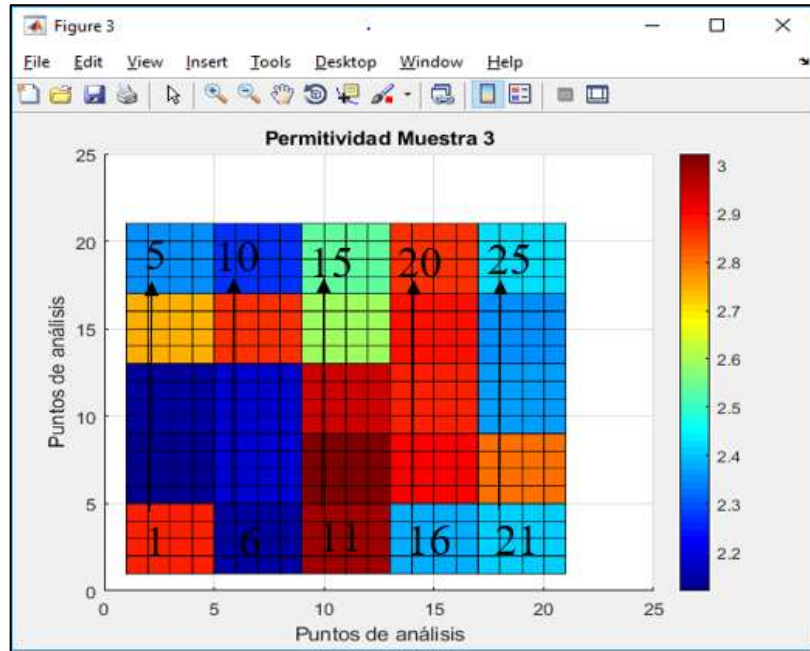 Figure 3
File Edit View Insert Tools Desktop Window Help
Permitividad Muestra 3
25
20
15
10
5
0
Puntos de análisis
5 10 15 20 25
1 6 11 16 21
0 5 10 15 20 25
Puntos de análisis
3
2.9
2.8
2.7
2.6
2.5
2.4
2.3
2.2